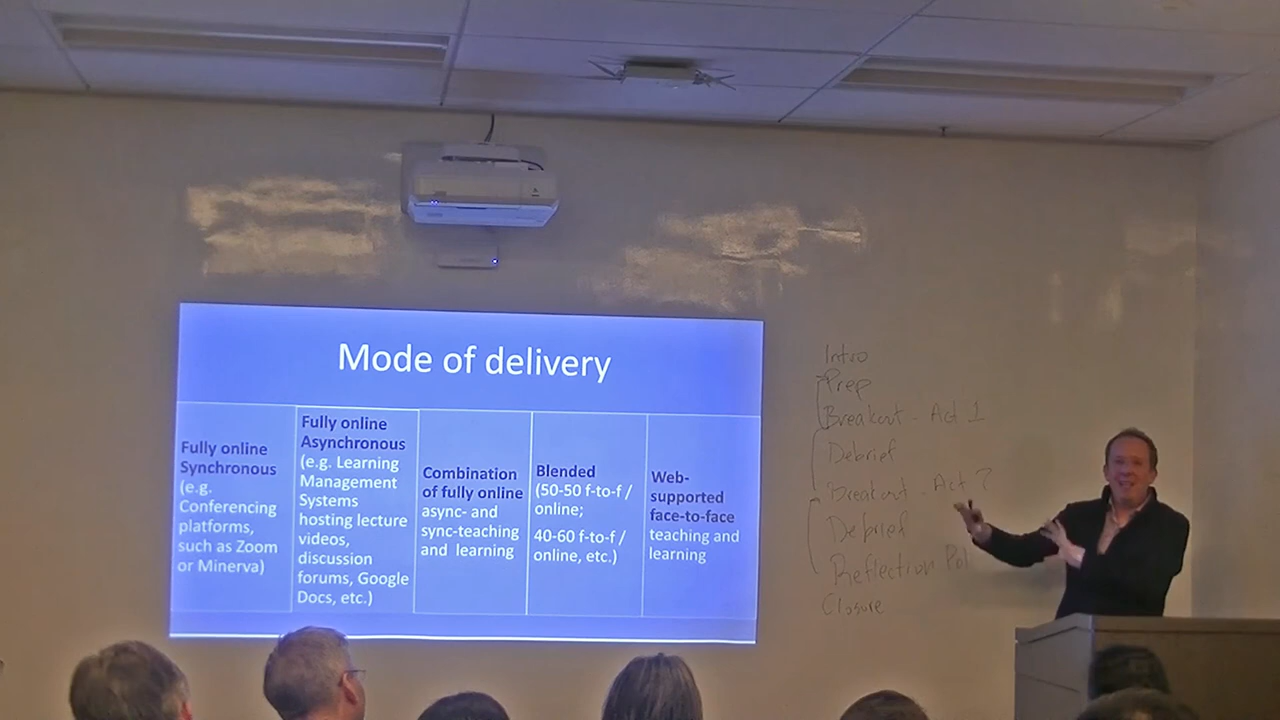 Mode of delivery
Fully online
Synchronous
(e.g.
Conferencing
platforms,
such as Zoom
or Minerva)
Fully online
Asynchronous
(e.g. Learning
Management
Systems
hosting lecture
videos,
discussion
forums, Google
Docs, etc.)
Combination
of fully online
async- and
sync-teaching
and learning
Blended
(50-50 f-to-f /
online;
40-60 f-to-f /
online, etc.)
Web-
supported
face-to-face
teaching and
learning
Intro
Prep
Breakout - Act 1
Debrief
Breakout - Act 2
Debrief
Reflection Poll
Closure